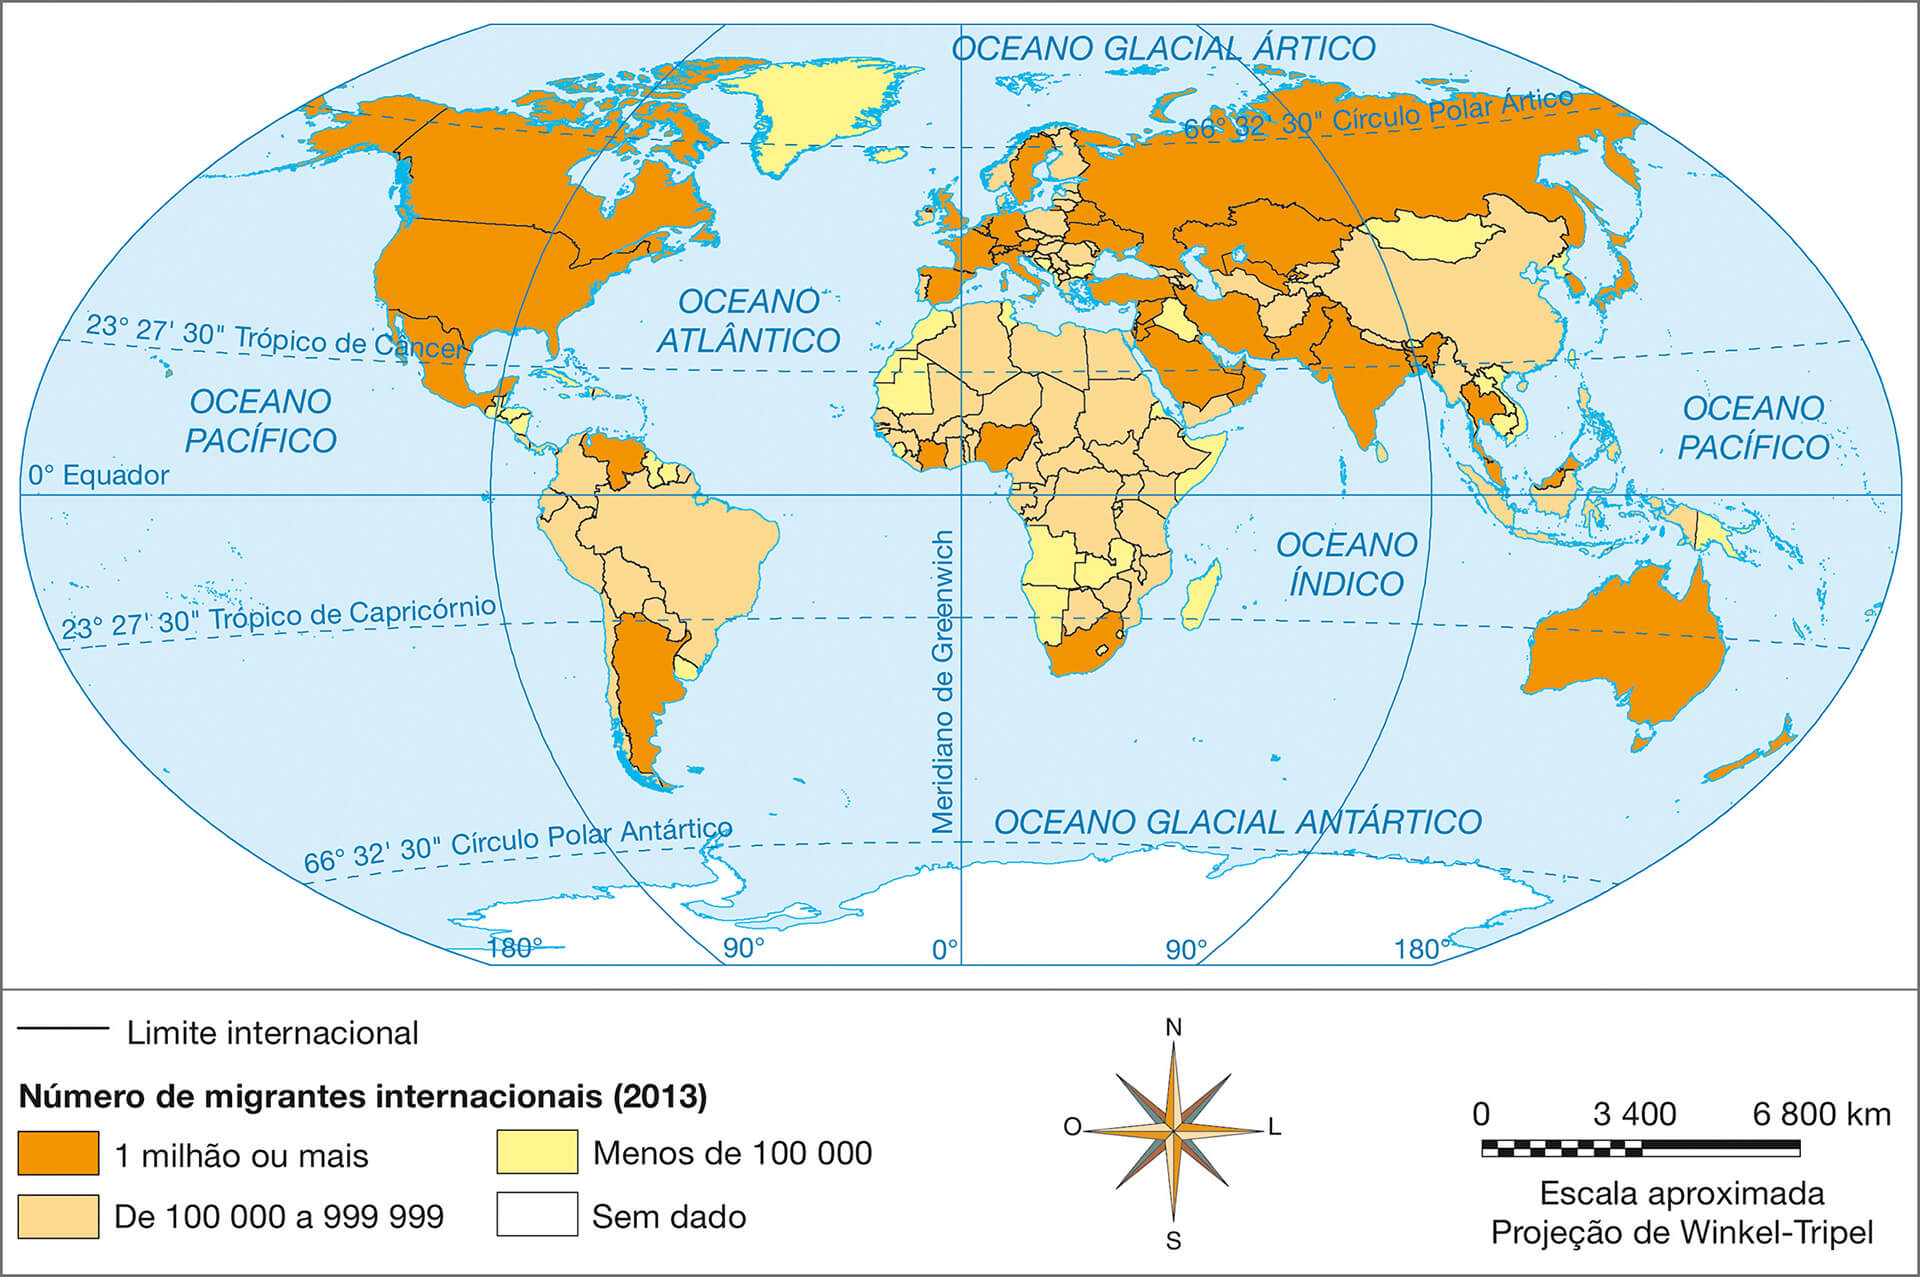 OCEANO GLACIAL ÁRTICO
66° 32' 30" Círculo Polar Ártico
OCEANO
ATLÂNTICO
23° 27' 30" Trópico de Câncer
OCEANO
PACÍFICO
OCEANO
PACÍFICO
0° Equador
OCEANO
ÍNDICO
Meridiano de Greenwich
23° 27' 30" Trópico de Capricórnio
OCEANO GLACIAL ANTÁRTICO
66° 32' 30" Círculo Polar Antártico
180°
90°
0°
90°
180°
Limite internacional
Número de migrantes internacionais (2013)
1 milhão ou mais
De 100 000 a 999 999
Menos de 100 000
Sem dado
N
O
L
S
0 3 400 6 800 km
Escala aproximada
Projeção de Winkel-Tripel